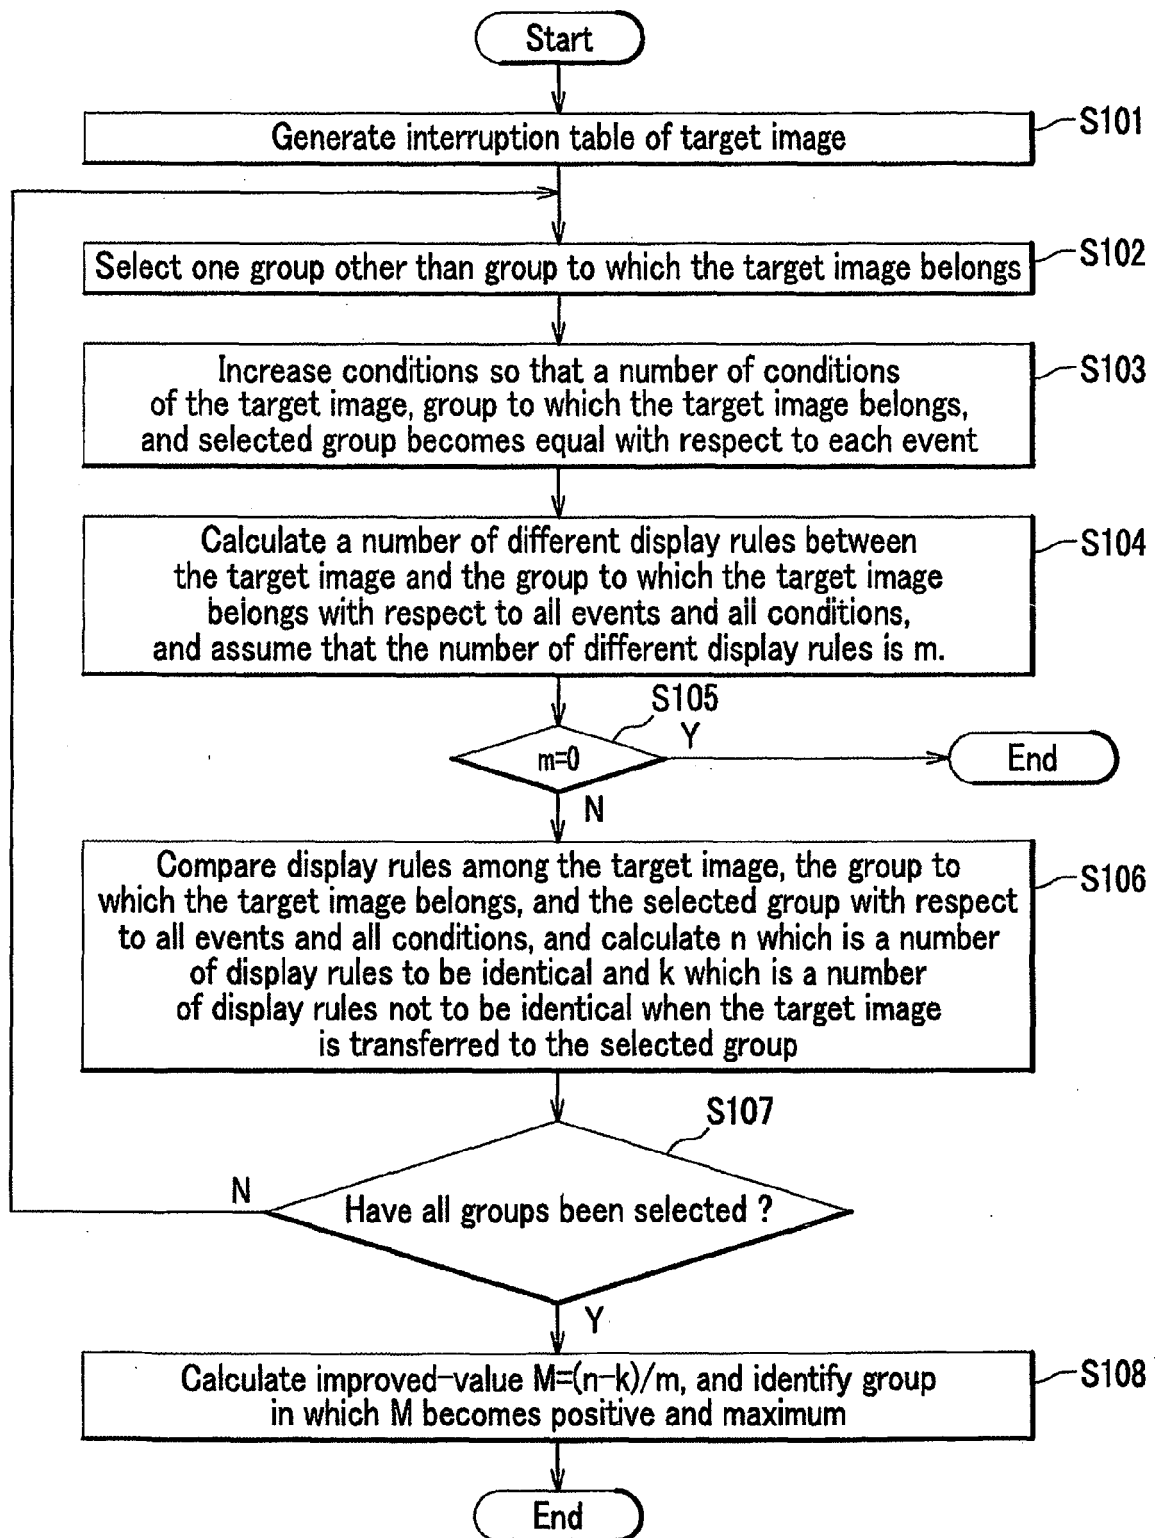 Start
Generate interruption table of target image
S101
Select one group other than group to which the target image belongs
S102
Increase conditions so that a number of conditions
of the target image, group to which the target image belongs,
and selected group becomes equal with respect to each event
S103
Calculate a number of different display rules between
the target image and the group to which the target image
belongs with respect to all events and all conditions,
and assume that the number of different display rules is m.
S104
S105
m=0
Y
End
N
Compare display rules among the target image, the group to
which the target image belongs, and the selected group with respect
to all events and all conditions, and calculate n which is a number
of display rules to be identical and k which is a number
of display rules not to be identical when the target image
is transferred to the selected group
S106
S107
N
Have all groups been selected ?
Y
Calculate improved-value M=(n-k)/m, and identify group
in which M becomes positive and maximum
S108
End